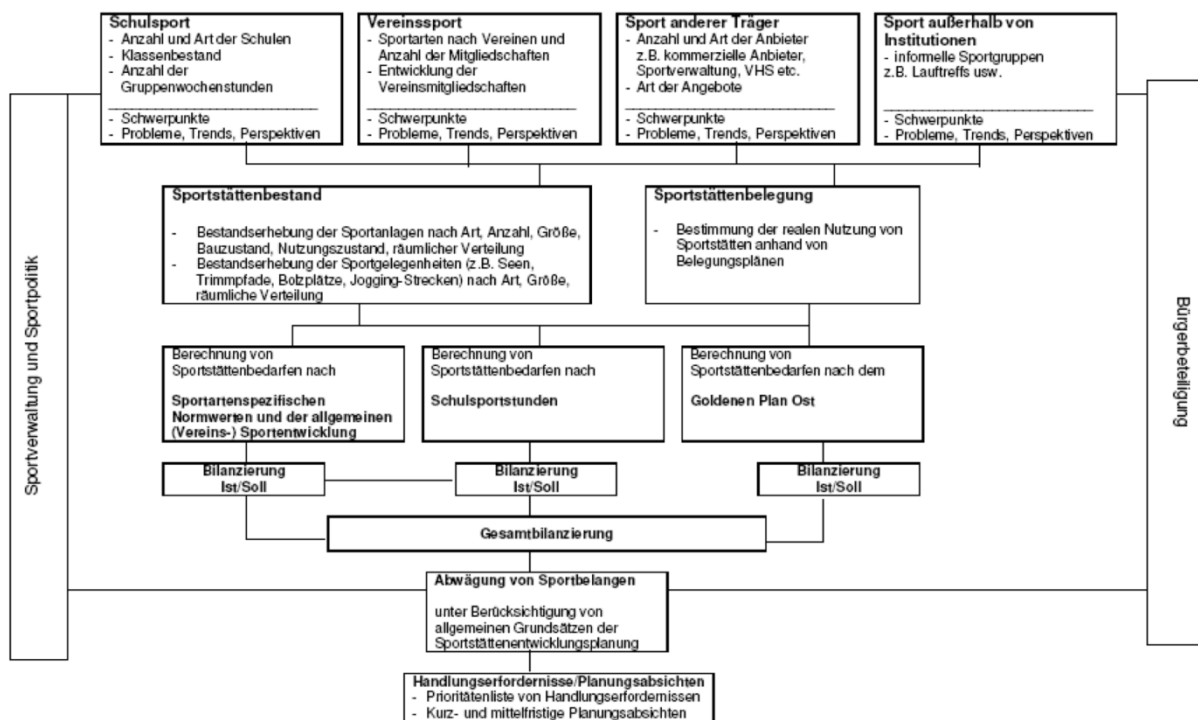 Schulsport
- Anzahl und Art der Schulen
- Klassenbestand
- Anzahl der
Gruppenwochenstunden
- Schwerpunkte
- Probleme, Trends, Perspektiven
Vereinssport
- Sportarten nach Vereinen und
Anzahl der Mitgliedschaften
- Entwicklung der
Vereinsmitgliedschaften
- Schwerpunkte
- Probleme, Trends, Perspektiven
Sport anderer Träger
- Anzahl und Art der Anbieter
z.B. kommerzielle Anbieter,
Sportverwaltung, VHS etc.
- Art der Angebote
- Schwerpunkte
- Probleme, Trends, Perspektiven
Sport außerhalb von
Institutionen
- informelle Sportgruppen
z.B. Lauftreffs usw.
- Schwerpunkte
- Probleme, Trends, Perspektiven
Sportverwaltung und Sportpolitik
Bürgerbeteiligung
Sportstättenbestand
- Bestandserhebung der Sportanlagen nach Art, Anzahl, Größe,
Bauzustand, Nutzungszustand, räumlicher Verteilung
- Bestandserhebung der Sportgelegenheiten (z.B. Seen,
Trimmpfade, Bolzplätze, Jogging-Strecken) nach Art, Größe,
räumliche Verteilung
Sportstättenbelegung
- Bestimmung der realen Nutzung von
Sportstätten anhand von
Belegungsplänen
Berechnung von
Sportstättenbedarfen nach
Sportartenspezifischen
Normwerten und der allgemeinen
(Vereins-) Sportentwicklung
Berechnung von
Sportstättenbedarfen nach
Schulsportstunden
Berechnung von
Sportstättenbedarfen nach dem
Goldenen Plan Ost
Bilanzierung
Ist/Soll
Bilanzierung
Ist/Soll
Bilanzierung
Ist/Soll
Gesamtbilanzierung
Abwägung von Sportbelangen
unter Berücksichtigung von
allgemeinen Grundsätzen der
Sportstättenentwicklungsplanung
Handlungserfordernisse/Planungsabsichten
- Prioritätenliste von Handlungserfordernissen
- Kurz- und mittelfristige Planungsabsichten